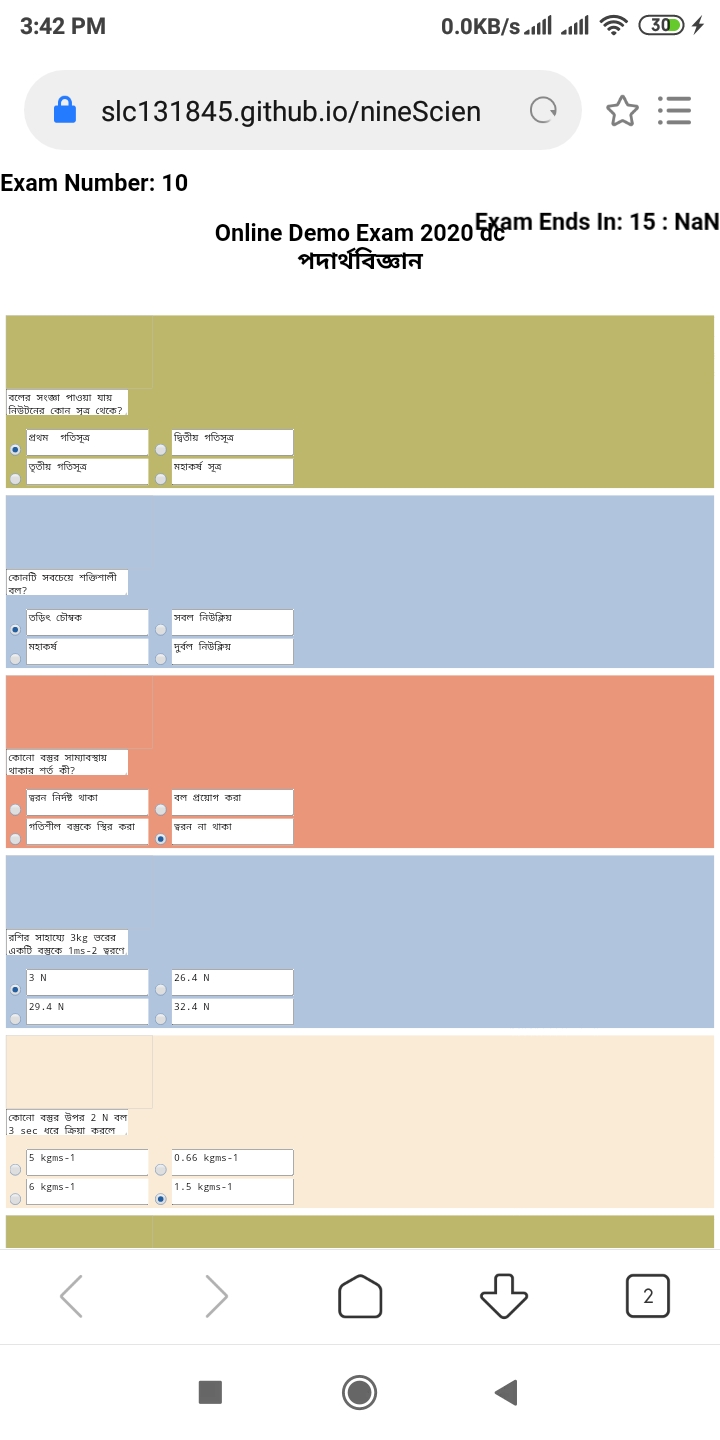 3:42 PM
0.0KB/s
30
slc131845.github.io/nineScien
Exam Number: 10
Exam Ends In: 15 : NaN
Online Demo Exam 2020 dc
পদার্থবিজ্ঞান
বলের সংজ্ঞা পাওয়া যায়
নিউটনের কোন সূত্র থেকে?
প্রথম গতিসূত্র
দ্বিতীয় গতিসূত্র
তৃতীয় গতিসূত্র
মহাকর্ষ সূত্র
কোনটি সবচেয়ে শক্তিশালী
বল?
তড়িৎ চৌম্বক
সবল নিউক্লিয়
মহাকর্ষ
দুর্বল নিউক্লিয়
কোনো বস্তুর সাম্যাবস্থায়
থাকার শর্ত কী?
ত্বরন নির্দষ্ট থাকা
বল প্রয়োগ করা
গতিশীল বস্তুকে স্থির করা
ত্বরন না থাকা
রশির সাহায্যে 3kg ভরের
একটি বস্তুকে 1ms-2 ত্বরণে
3 N
26.4 N
29.4 N
32.4 N
কোনো বস্তুর উপর 2 N বল
3 sec ধরে ক্রিয়া করলে
5 kgms-1
0.66 kgms-1
6 kgms-1
1.5 kgms-1
2